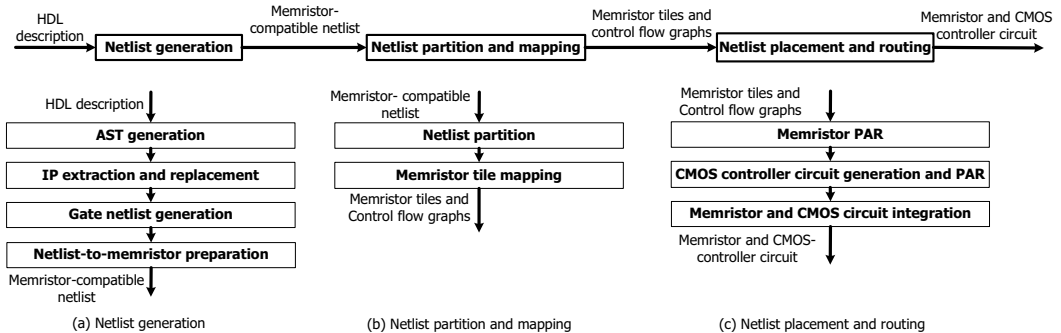 HDL
description
Netlist generation
Memristor-
compatible netlist
Netlist partition and mapping
Memristor tiles and
control flow graphs
Netlist placement and routing
Memristor and CMOS
controller circuit
HDL description
AST generation
IP extraction and replacement
Gate netlist generation
Netlist-to-memristor preparation
Memristor-compatible
netlist
(a) Netlist generation
Memristor- compatible
netlist
Netlist partition
Memristor tile mapping
Memristor tiles and
Control flow graphs
(b) Netlist partition and mapping
Memristor tiles and
Control flow graphs
Memristor PAR
CMOS controller circuit generation and PAR
Memristor and CMOS circuit integration
Memristor and CMOS-
controller circuit
(c) Netlist placement and routing